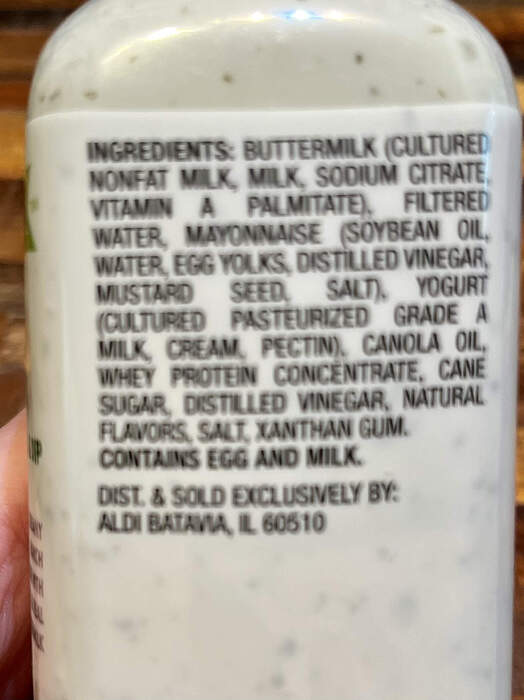 INGREDIENTS: BUTTERMILK (CULTURED
NONFAT MILK, MILK, SODIUM CITRATE,
VITAMIN A PALMITATE), FILTERED
WATER, MAYONNAISE (SOYBEAN OIL,
WATER, EGG YOLKS, DISTILLED VINEGAR,
MUSTARD SEED, SALT), YOGURT
(CULTURED PASTEURIZED GRADE A
MILK, CREAM, PECTIN), CANOLA OIL,
WHEY PROTEIN CONCENTRATE, CANE
SUGAR, DISTILLED VINEGAR, NATURAL
FLAVORS, SALT, XANTHAN GUM.
CONTAINS EGG AND MILK.
DIST. & SOLD EXCLUSIVELY BY:
ALDI BATAVIA, IL 60510